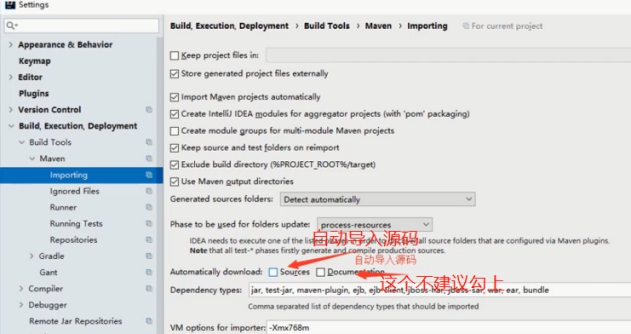 Settings
Build, Execution, Deployment › Build Tools › Maven › Importing
For current project
Appearance & Behavior
Keymap
Editor
Plugins
Version Control
Build, Execution, Deployment
Build Tools
Maven
Importing
Ignored Files
Runner
Running Tests
Repositories
Gradle
Gant
Compiler
Debugger
Remote Jar Repositories
Keep project files in:
Store generated project files externally
Import Maven projects automatically
Create IntelliJ IDEA modules for aggregator projects (with 'pom' packaging)
Create module groups for multi-module Maven projects
Keep source and test folders on reimport
Exclude build directory (%PROJECT_ROOT%/target)
Use Maven output directories
Generated sources folders: Detect automatically
Phase to be used for folders update: process-resources
自动导入源码
IDEA needs to execute one of the listed in order to all source folders that are configured via Maven plugins.
Note that all test-* phases firstly generate and compile production sources.
自动导入源码
Automatically download: Sources Documentation
这个不建议勾上
Dependency types: jar, test-jar, maven-plugin, ejb, ejb-client, jboss-har, jboss-sar, war, ear, bundle
Comma separated list of dependency types that should be imported
VM options for importer: -Xmx768m